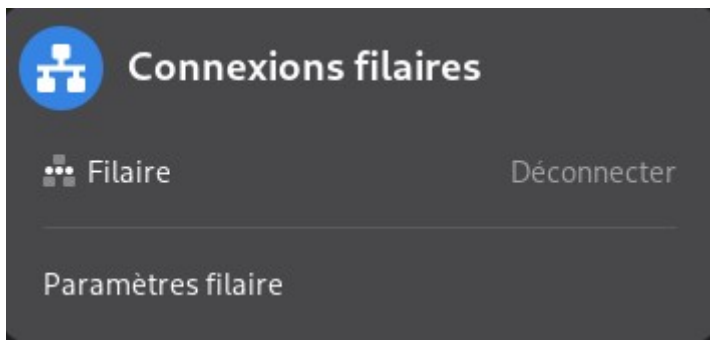 Connexions filaires
Filaire Déconnecter
Paramètres filaire